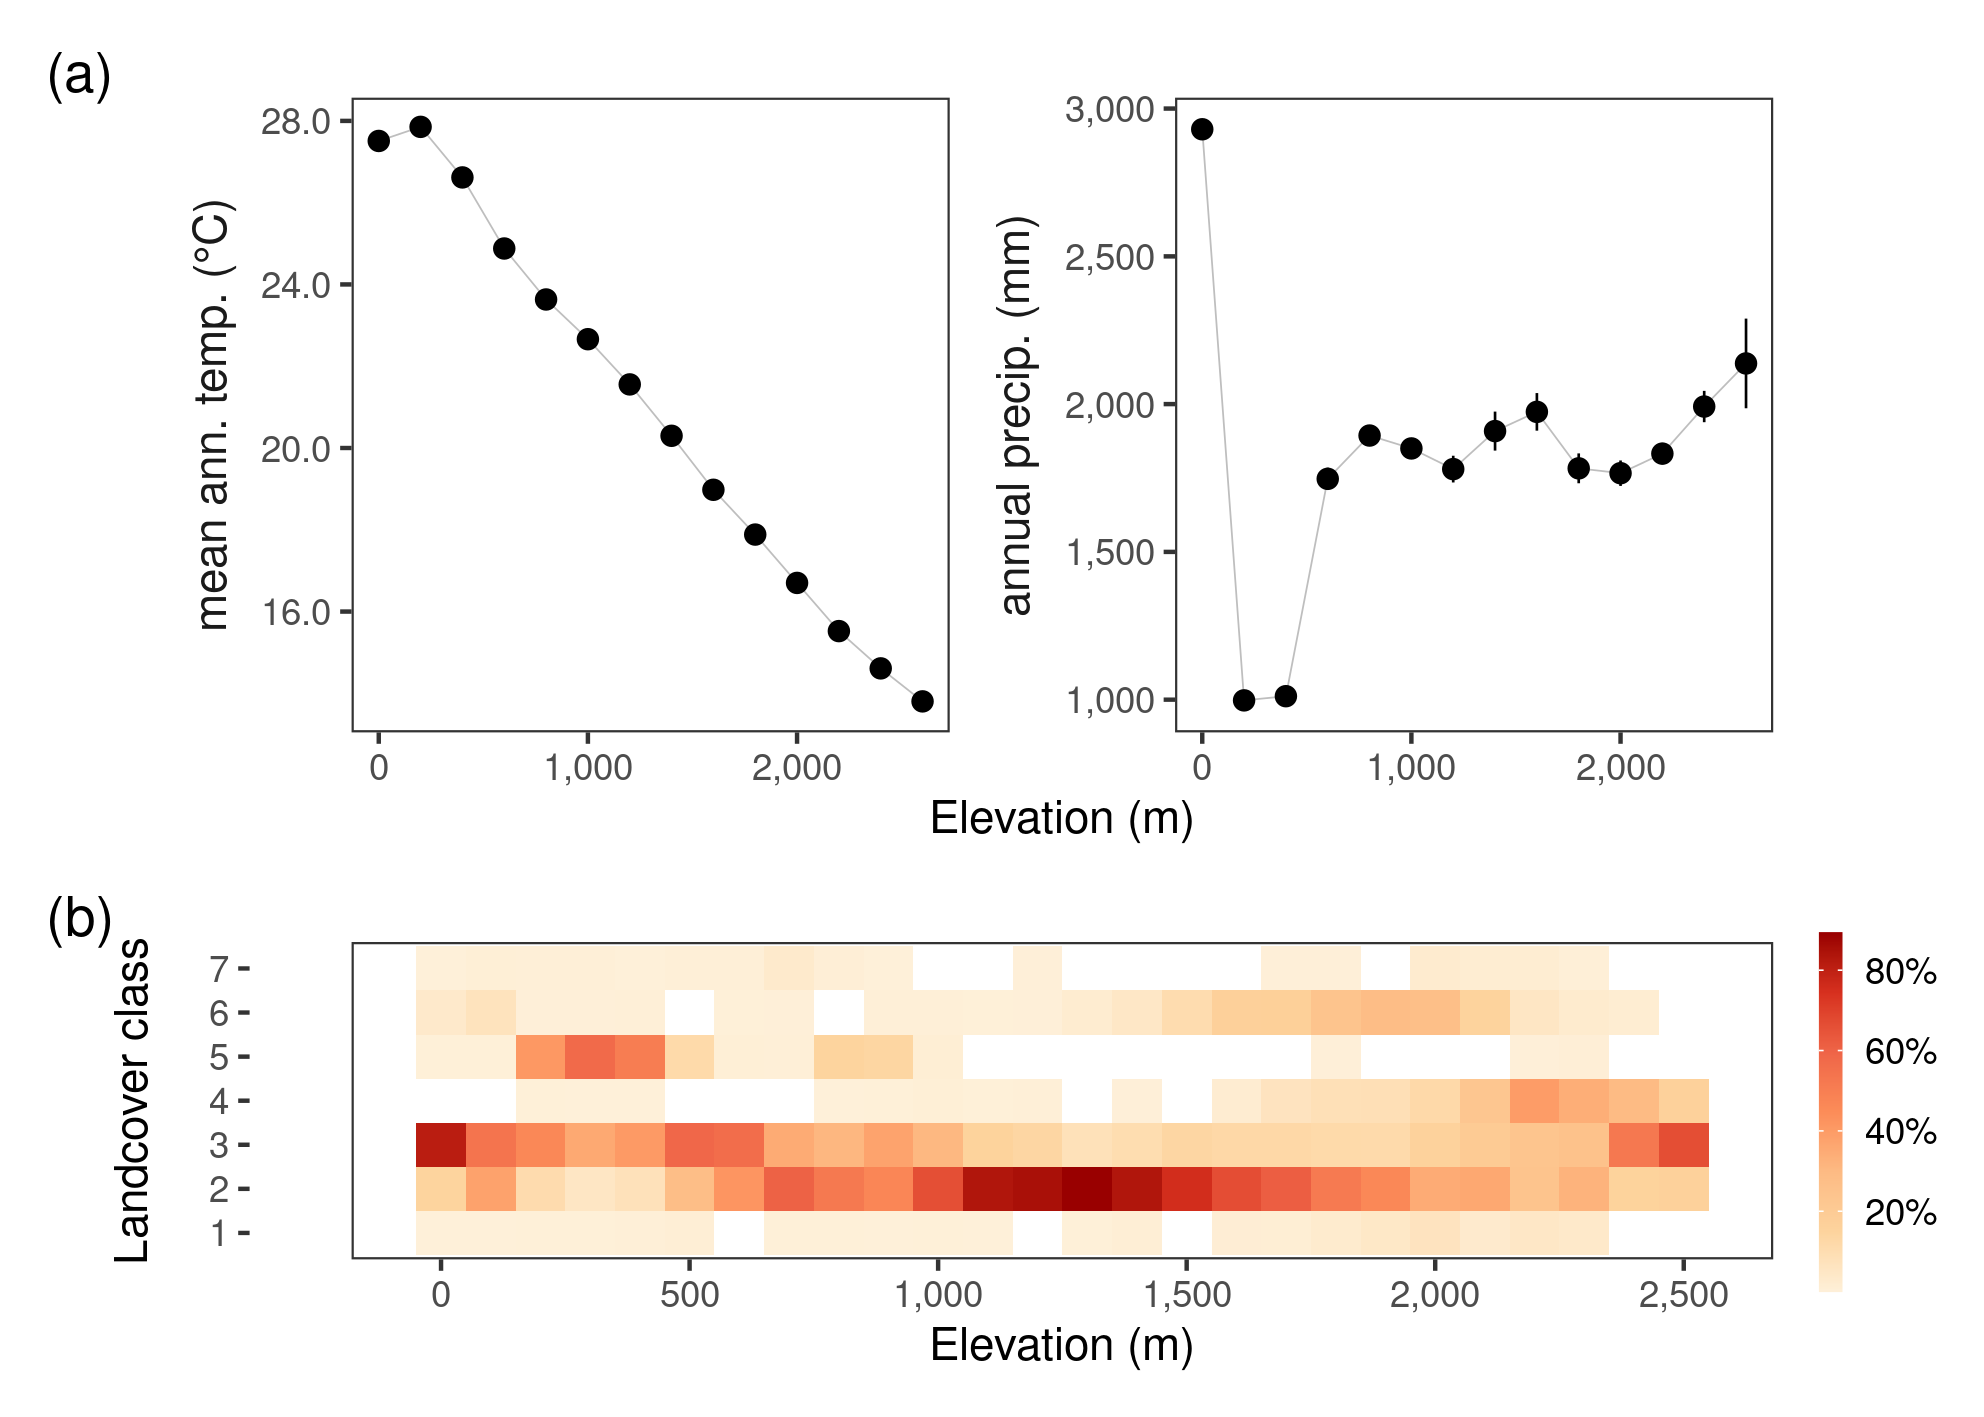 (a)
28.0
24.0
20.0
16.0
mean ann. temp. (°C)
0 1,000 2,000
3,000
2,500
2,000
1,500
1,000
annual precip. (mm)
0 1,000 2,000
Elevation (m)
(b)
Landcover class
7
6
5
4
3
2
1
0 500 1,000 1,500 2,000 2,500
Elevation (m)
80%
60%
40%
20%